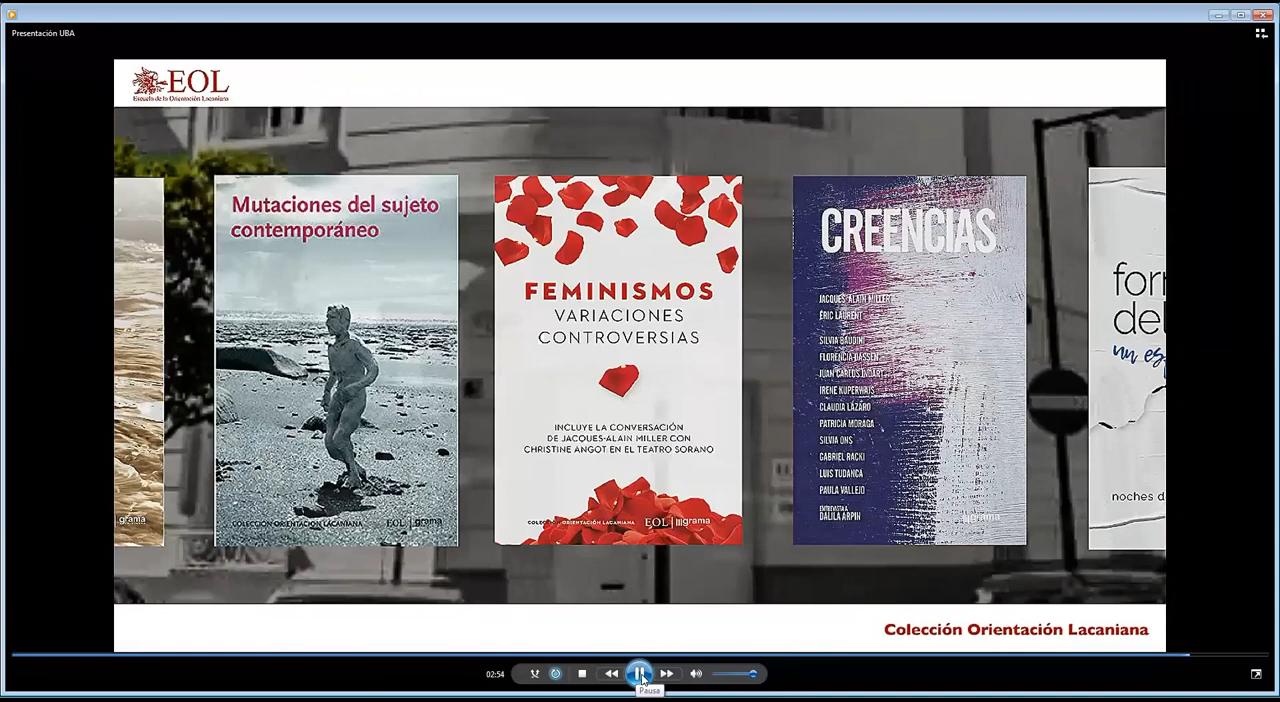 Presentación UBA
EOL
Escuela de la Orientación Lacaniana
grama
Mutaciones del sujeto
contemporáneo
COLECCIÓN ORIENTACIÓN LACANIANA
EOL grama
FEMINISMOS
VARIACIONES
CONTROVERSIAS
INCLUYE LA CONVERSACIÓN
DE JACQUES-ALAIN MILLER CON
CHRISTINE ANGOT EN EL TEATRO SORANO
COLECCIÓN ORIENTACIÓN LACANIANA EOL grama
CREENCIAS
JACQUES-ALAIN MILLER
ÉRIC LAURENT
SILVIA BAUDINI
FLORENCIA DASSEN
JUAN CARLOS INDART
IRENE KUPERWAJS
CLAUDIA LÁZARO
PATRICIA MORAGA
SILVIA ONS
GABRIEL RACKI
LUIS TUDANCA
PAULA VALLEJO
ENTREVISTA A
DALILA ARPIN
grama
for
del
un es
noches d
Colección Orientación Lacaniana
02:54
Pausa